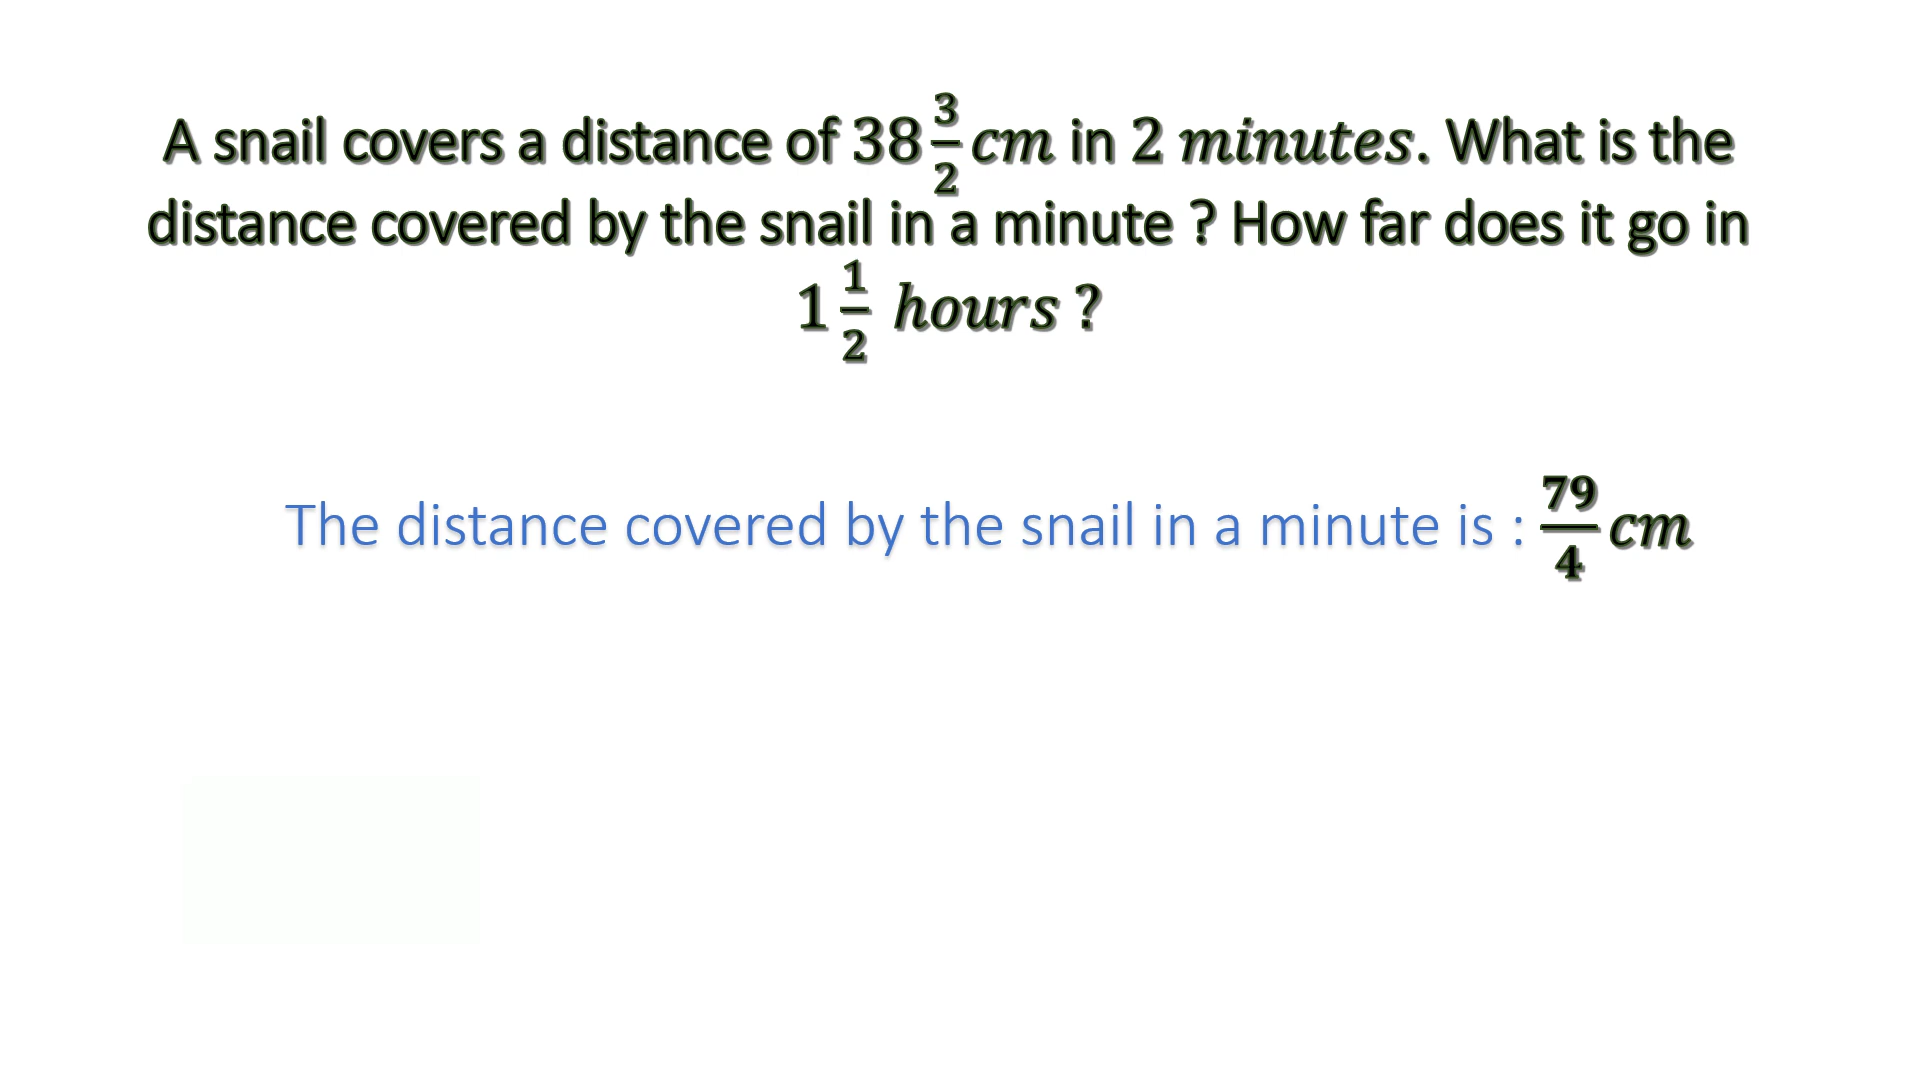 A snail covers a distance of 38 3/2 cm in 2 minutes. What is the
distance covered by the snail in a minute ? How far does it go in
1 1/2 hours ?
The distance covered by the snail in a minute is : 79/4 cm